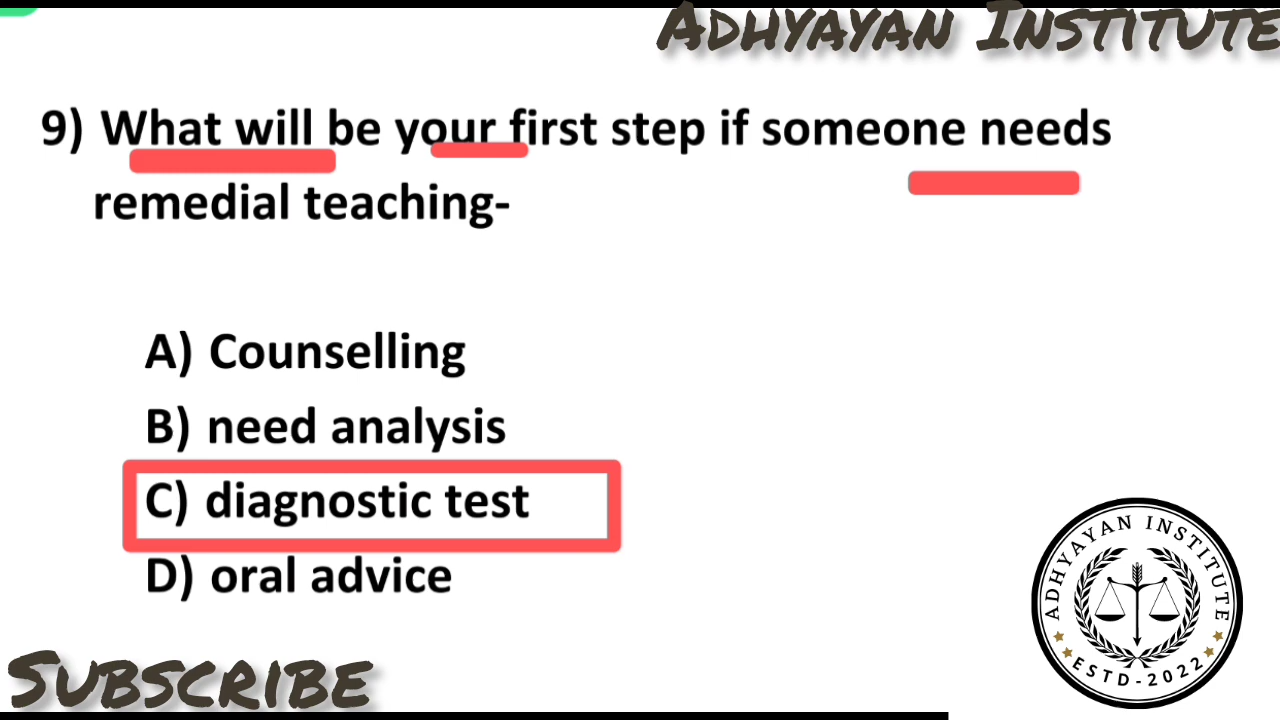 ADHYAYAN INSTITUTE
9) What will be your first step if someone needs
remedial teaching-
A) Counselling
B) need analysis
C) diagnostic test
D) oral advice
ADHYAYAN INSTITUTE
ESTD-2022
SUBSCRIBE